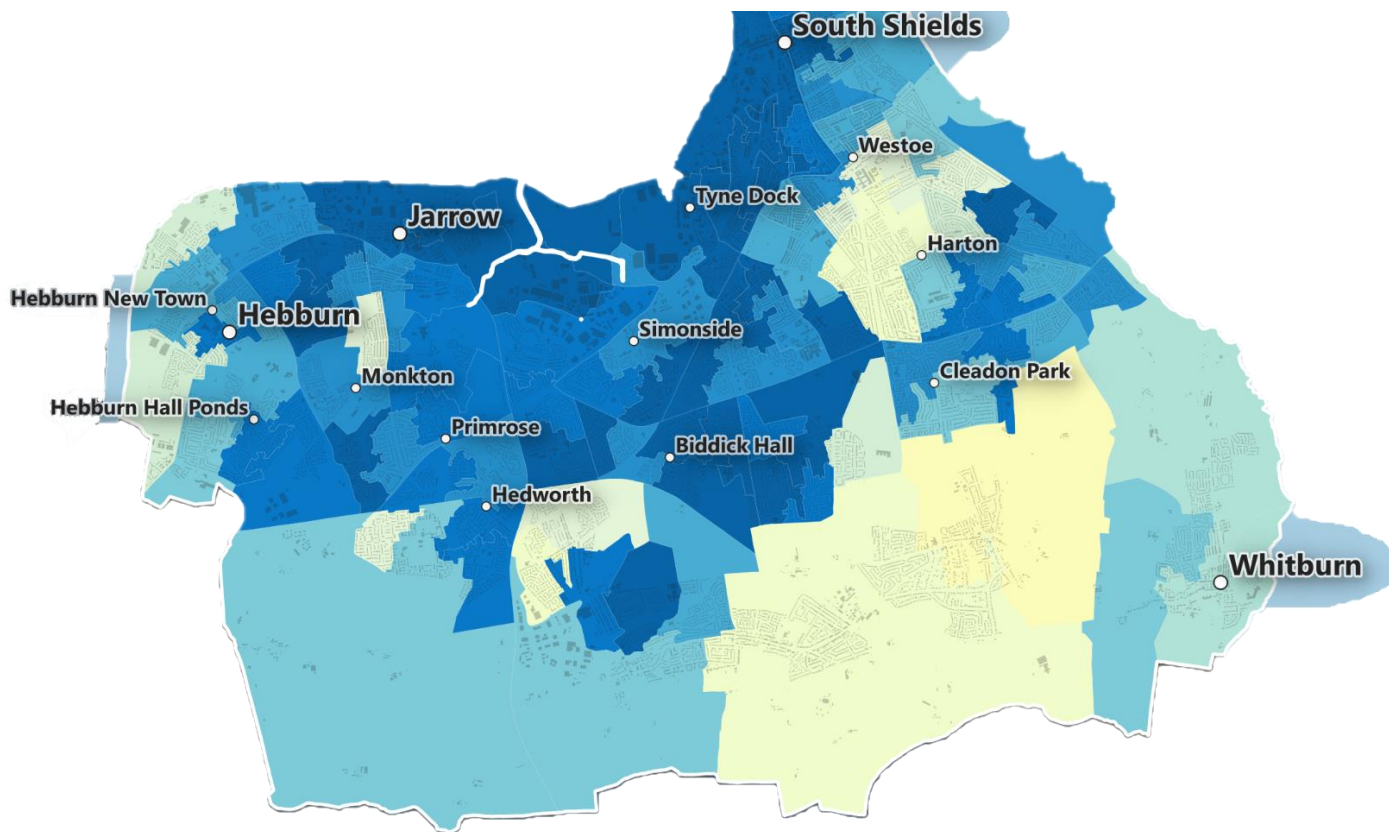 South Shields
Westoe
Tyne Dock
Jarrow
Harton
Hebburn New Town
Hebburn
Simonside
Monkton
Cleadon Park
Hebburn Hall Ponds
Primrose
Biddick Hall
Hedworth
Whitburn